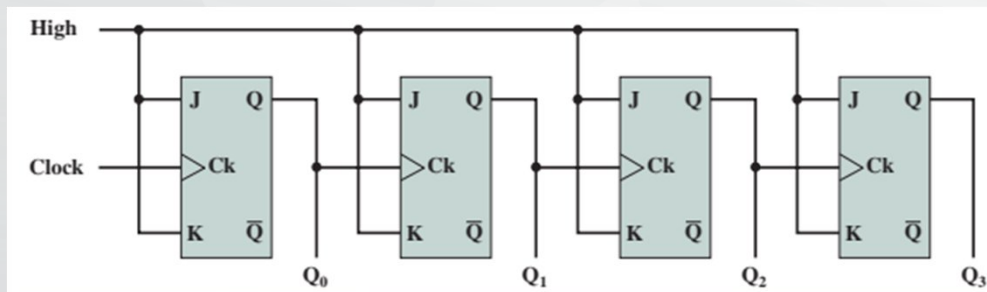 High
J Q J Q J Q J Q
Clock Ck Ck Ck Ck
K Q̅ K Q̅ K Q̅ K Q̅
Q₀ Q₁ Q₂ Q₃